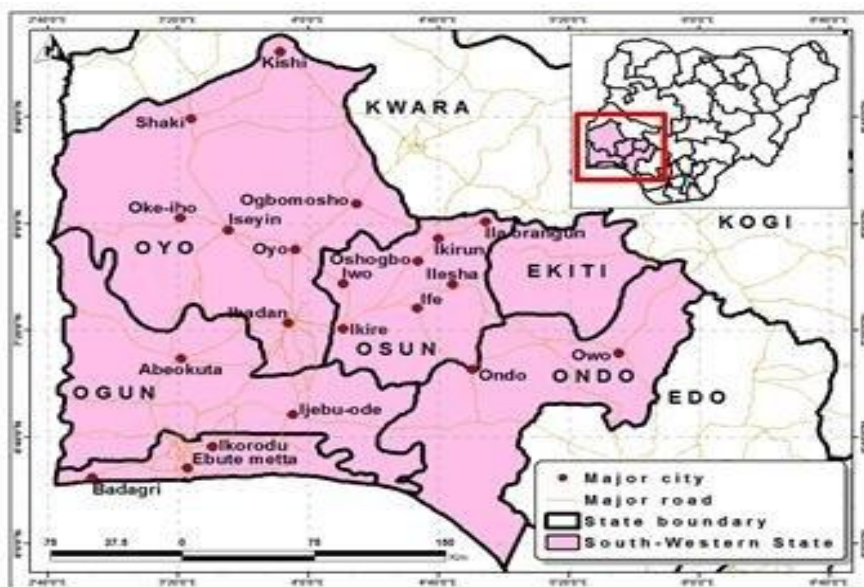 Kishi
KWARA
Shaki
KOGI
Ogbomosho
Oke-iho
Iseyin
Ila orangun
OYO
Oyo
Ikirun
Oshogbo
EKITI
Iwo
Ilesha
Ife
Ibadan
Ikire
OSUN
Owo
Abeokuta
Ondo
ONDO
OGUN
EDO
Ijebu-ode
Ikorodu
Ebute metta
Badagri
Major city
Major road
State boundary
South-Western State
75 37.5 0 75 150